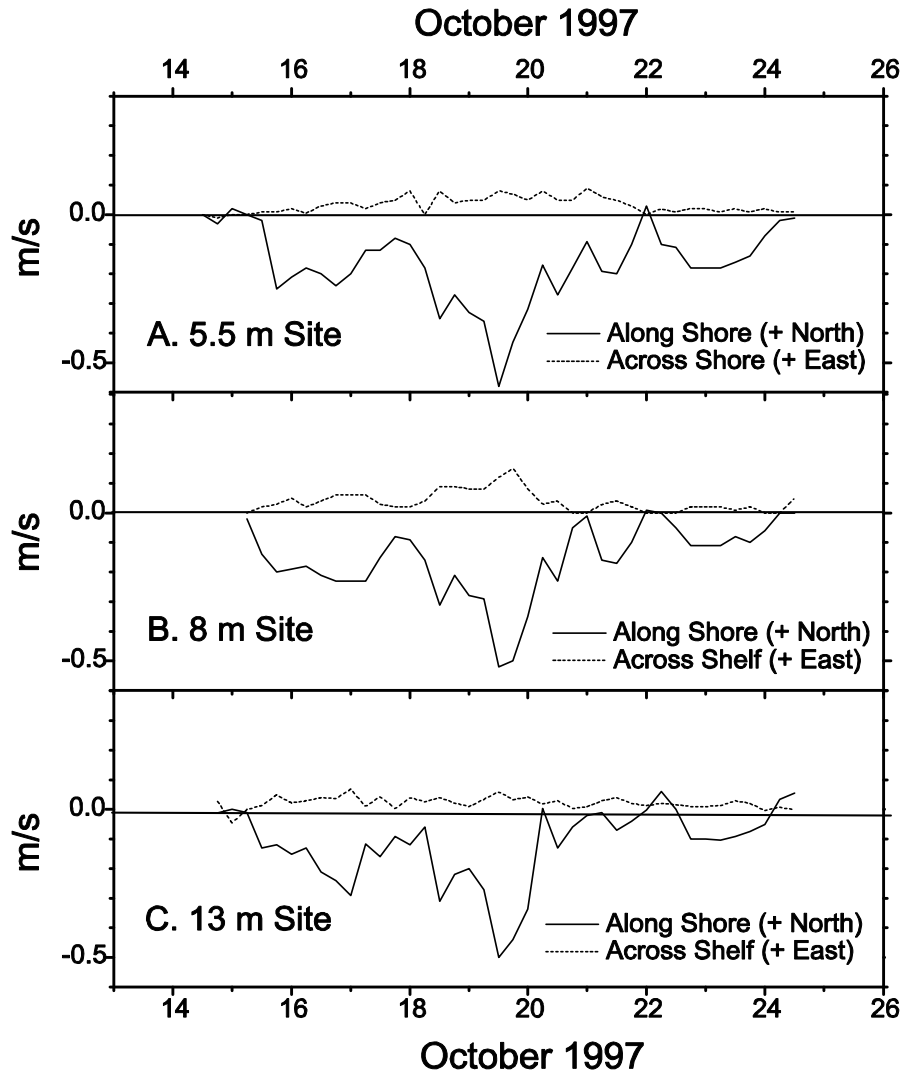 October 1997
14 16 18 20 22 24 26
0.0
m/s
-0.5
A. 5.5 m Site
Along Shore (+ North)
Across Shore (+ East)
0.0
m/s
-0.5
B. 8 m Site
Along Shore (+ North)
Across Shelf (+ East)
0.0
m/s
-0.5
C. 13 m Site
Along Shore (+ North)
Across Shelf (+ East)
14 16 18 20 22 24 26
October 1997